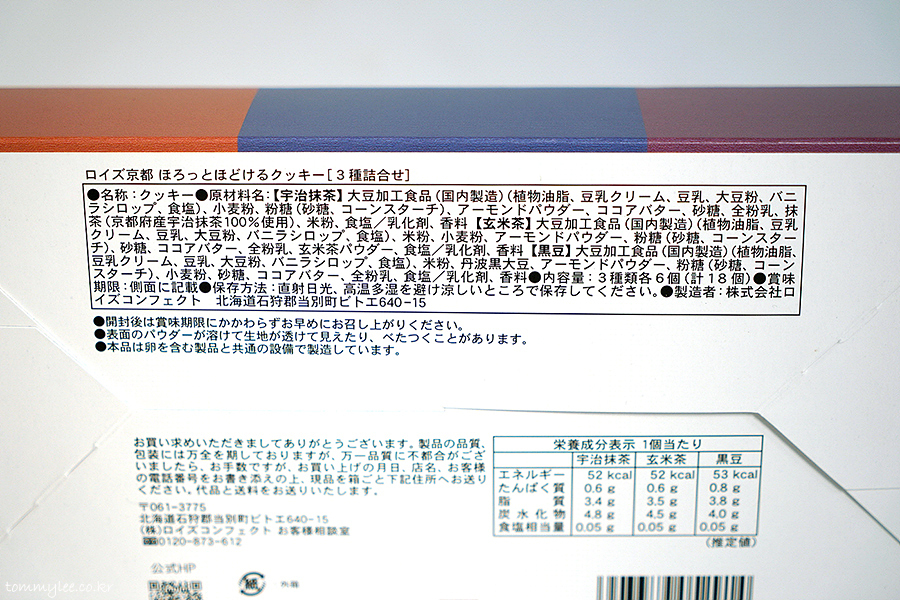 ロイズ京都 ほろっとほどけるクッキー[3種詰合せ]
●名称：クッキー●原材料名：【宇治抹茶】大豆加工食品（国内製造）（植物油脂、豆乳クリーム、豆乳、大豆粉、バニ
ラシロップ、食塩）、小麦粉、粉糖（砂糖、コーンスターチ）、アーモンドパウダー、ココアバター、砂糖、全粉乳、抹
茶（京都府産宇治抹茶100％使用）、米粉、食塩／乳化剤、香料【玄米茶】大豆加工食品（国内製造）（植物油脂、豆乳
クリーム、豆乳、大豆粉、バニラシロップ、食塩）、米粉、小麦粉、アーモンドパウダー、粉糖（砂糖、コーンスター
チ）、砂糖、ココアバター、全粉乳、玄米茶パウダー、食塩／乳化剤、香料【黒豆】大豆加工食品（国内製造）（植物油脂、
豆乳クリーム、豆乳、大豆粉、バニラシロップ、食塩）、米粉、丹波黒大豆、アーモンドパウダー、粉糖（砂糖、コーン
スターチ）、小麦粉、砂糖、ココアバター、全粉乳、食塩／乳化剤、香料●内容量：3種類各6個（計18個）●賞味
期限：側面に記載●保存方法：直射日光、高温多湿を避け涼しいところで保存してください。●製造者：株式会社ロ
イズコンフェクト 北海道石狩郡当別町ビトエ640-15
●開封後は賞味期限にかかわらずお早めにお召し上がりください。
●表面のパウダーが溶けて生地が透けて見えたり、べたつくことがあります。
●本品は卵を含む製品と共通の設備で製造しています。
お買い求めいただきましてありがとうございます。製品の品質、
包装には万全を期しておりますが、万一品質に不都合がござ
いましたら、お手数ですが、お買い上げの月日、店名、お客様
の電話番号をお書き添えの上、現品を箱ごと下記住所へお送り
ください。代品と送料をお送りいたします。
〒061-3775
北海道石狩郡当別町ビトエ640-15
（株）ロイズコンフェクト お客様相談室
0120-873-612
公式HP
紙
栄養成分表示 1個当たり
宇治抹茶 玄米茶 黒豆
エネルギー 52 kcal 52 kcal 53 kcal
たんぱく質 0.6 g 0.6 g 0.8 g
脂質 3.4 g 3.5 g 3.8 g
炭水化物 4.8 g 4.5 g 4.0 g
食塩相当量 0.05 g 0.05 g 0.05 g
（推定値）
tommylee.co.kr